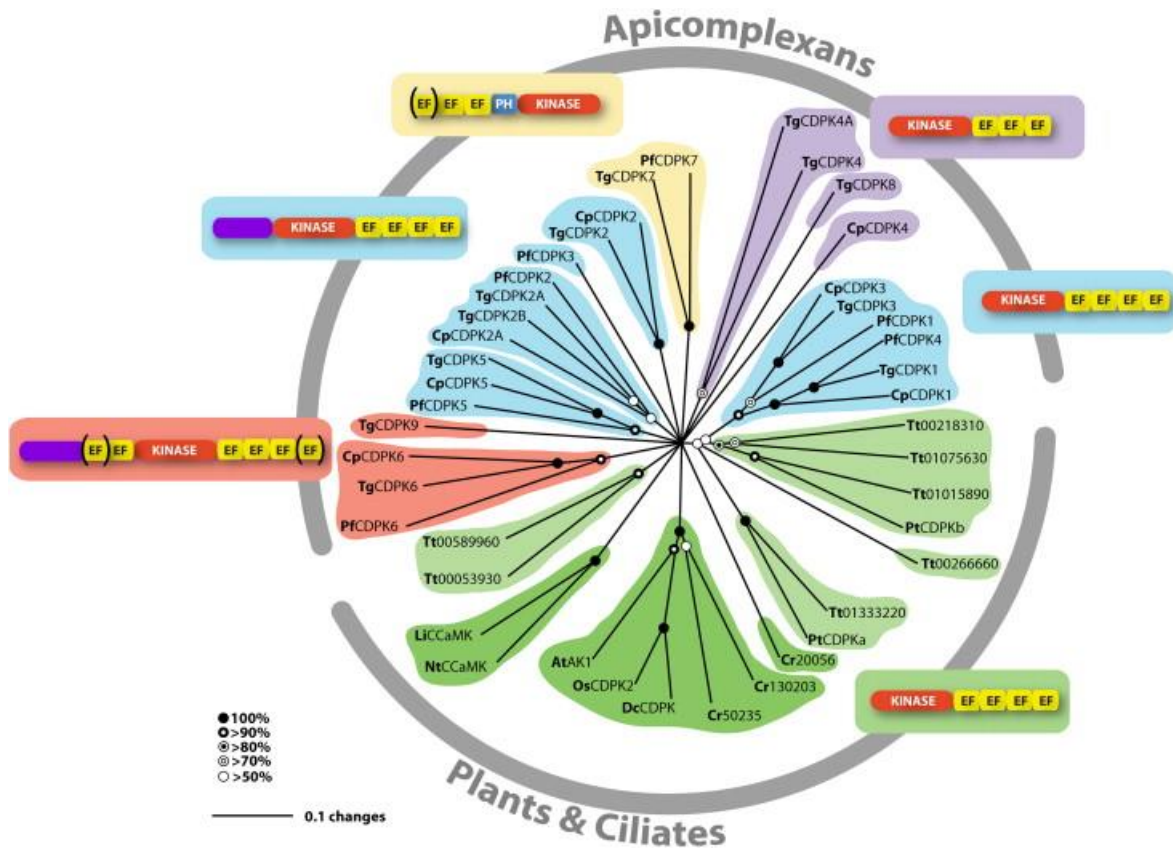 Apicomplexans
(EF) EF EF PH KINASE
KINASE EF EF EF
TgCDPK4A
PfCDPK7
TgCDPK7
TgCDPK4
TgCDPK8
CpCDPK2
TgCDPK2
CpCDPK4
KINASE EF EF EF EF
PfCDPK3
PfCDPK2
TgCDPK2A
TgCDPK2B
CpCDPK2A
TgCDPK5
CpCDPK5
PfCDPK5
CpCDPK3
TgCDPK3
PfCDPK1
PfCDPK4
TgCDPK1
CpCDPK1
KINASE EF EF EF EF
TgCDPK9
CpCDPK6
TgCDPK6
PfCDPK6
(EF) EF KINASE EF EF EF (EF)
Tt00218310
Tt01075630
Tt01015890
PtCDPKb
Tt00266660
Tt00589960
Tt00053930
Tt01333220
PtCDPKa
Cr20056
LiCCaMK
NtCCaMK
AtAK1
OsCDPK2
DcCDPK
Cr50235
Cr130203
KINASE EF EF EF EF
100%
>90%
>80%
>70%
>50%
0.1 changes
Plants & Ciliates